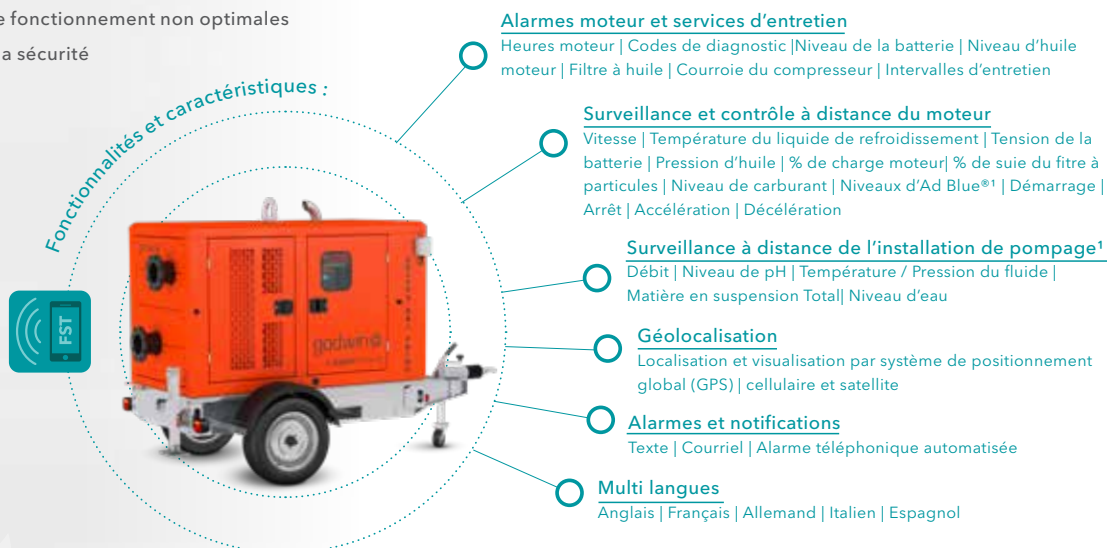 e fonctionnement non optimales
a sécurité
Fonctionnalités et caractéristiques :
FST
godwin
Alarmes moteur et services d'entretien
Heures moteur | Codes de diagnostic |Niveau de la batterie | Niveau d'huile
moteur | Filtre à huile | Courroie du compresseur | Intervalles d'entretien
Surveillance et contrôle à distance du moteur
Vitesse | Température du liquide de refroidissement | Tension de la
batterie | Pression d'huile | % de charge moteur| % de suie du fitre à
particules | Niveau de carburant | Niveaux d'Ad Blue®¹ | Démarrage |
Arrêt | Accélération | Décélération
Surveillance à distance de l'installation de pompage¹
Débit | Niveau de pH | Température / Pression du fluide |
Matière en suspension Total| Niveau d'eau
Géolocalisation
Localisation et visualisation par système de positionnement
global (GPS) | cellulaire et satellite
Alarmes et notifications
Texte | Courriel | Alarme téléphonique automatisée
Multi langues
Anglais | Français | Allemand | Italien | Espagnol